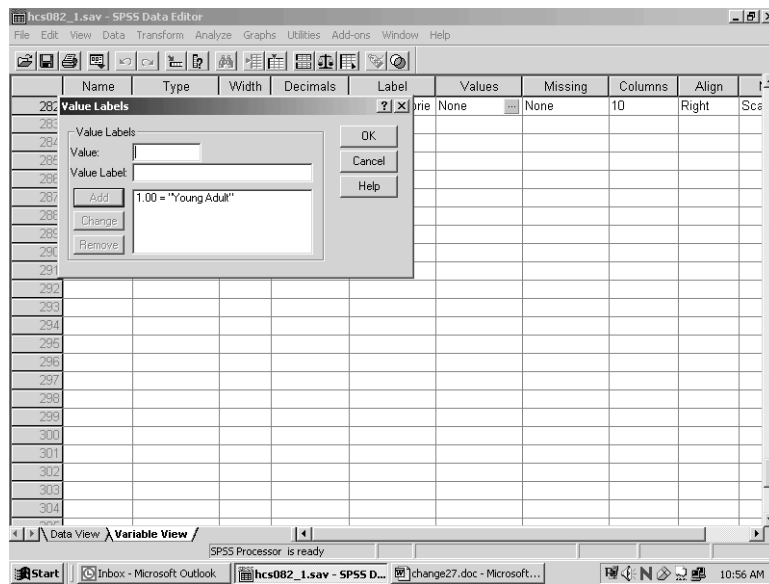 hcs082_1.sav - SPSS Data Editor
File Edit View Data Transform Analyze Graphs Utilities Add-ons Window Help
Name Type Width Decimals Label Values Missing Columns Align
282 Value Labels orie None ... None 10 Right Sca
283 Value Labels OK
284 Value:
285 Cancel
286 Value Label:
287 Add 1.00 = "Young Adult" Help
288 Change
289
290 Remove
291
292
293
294
295
296
297
298
299
300
301
302
303
304
Data View Variable View
SPSS Processor is ready
Start Inbox - Microsoft Outlook hcs082_1.sav - SPSS D... change27.doc - Microsoft... 10:56 AM